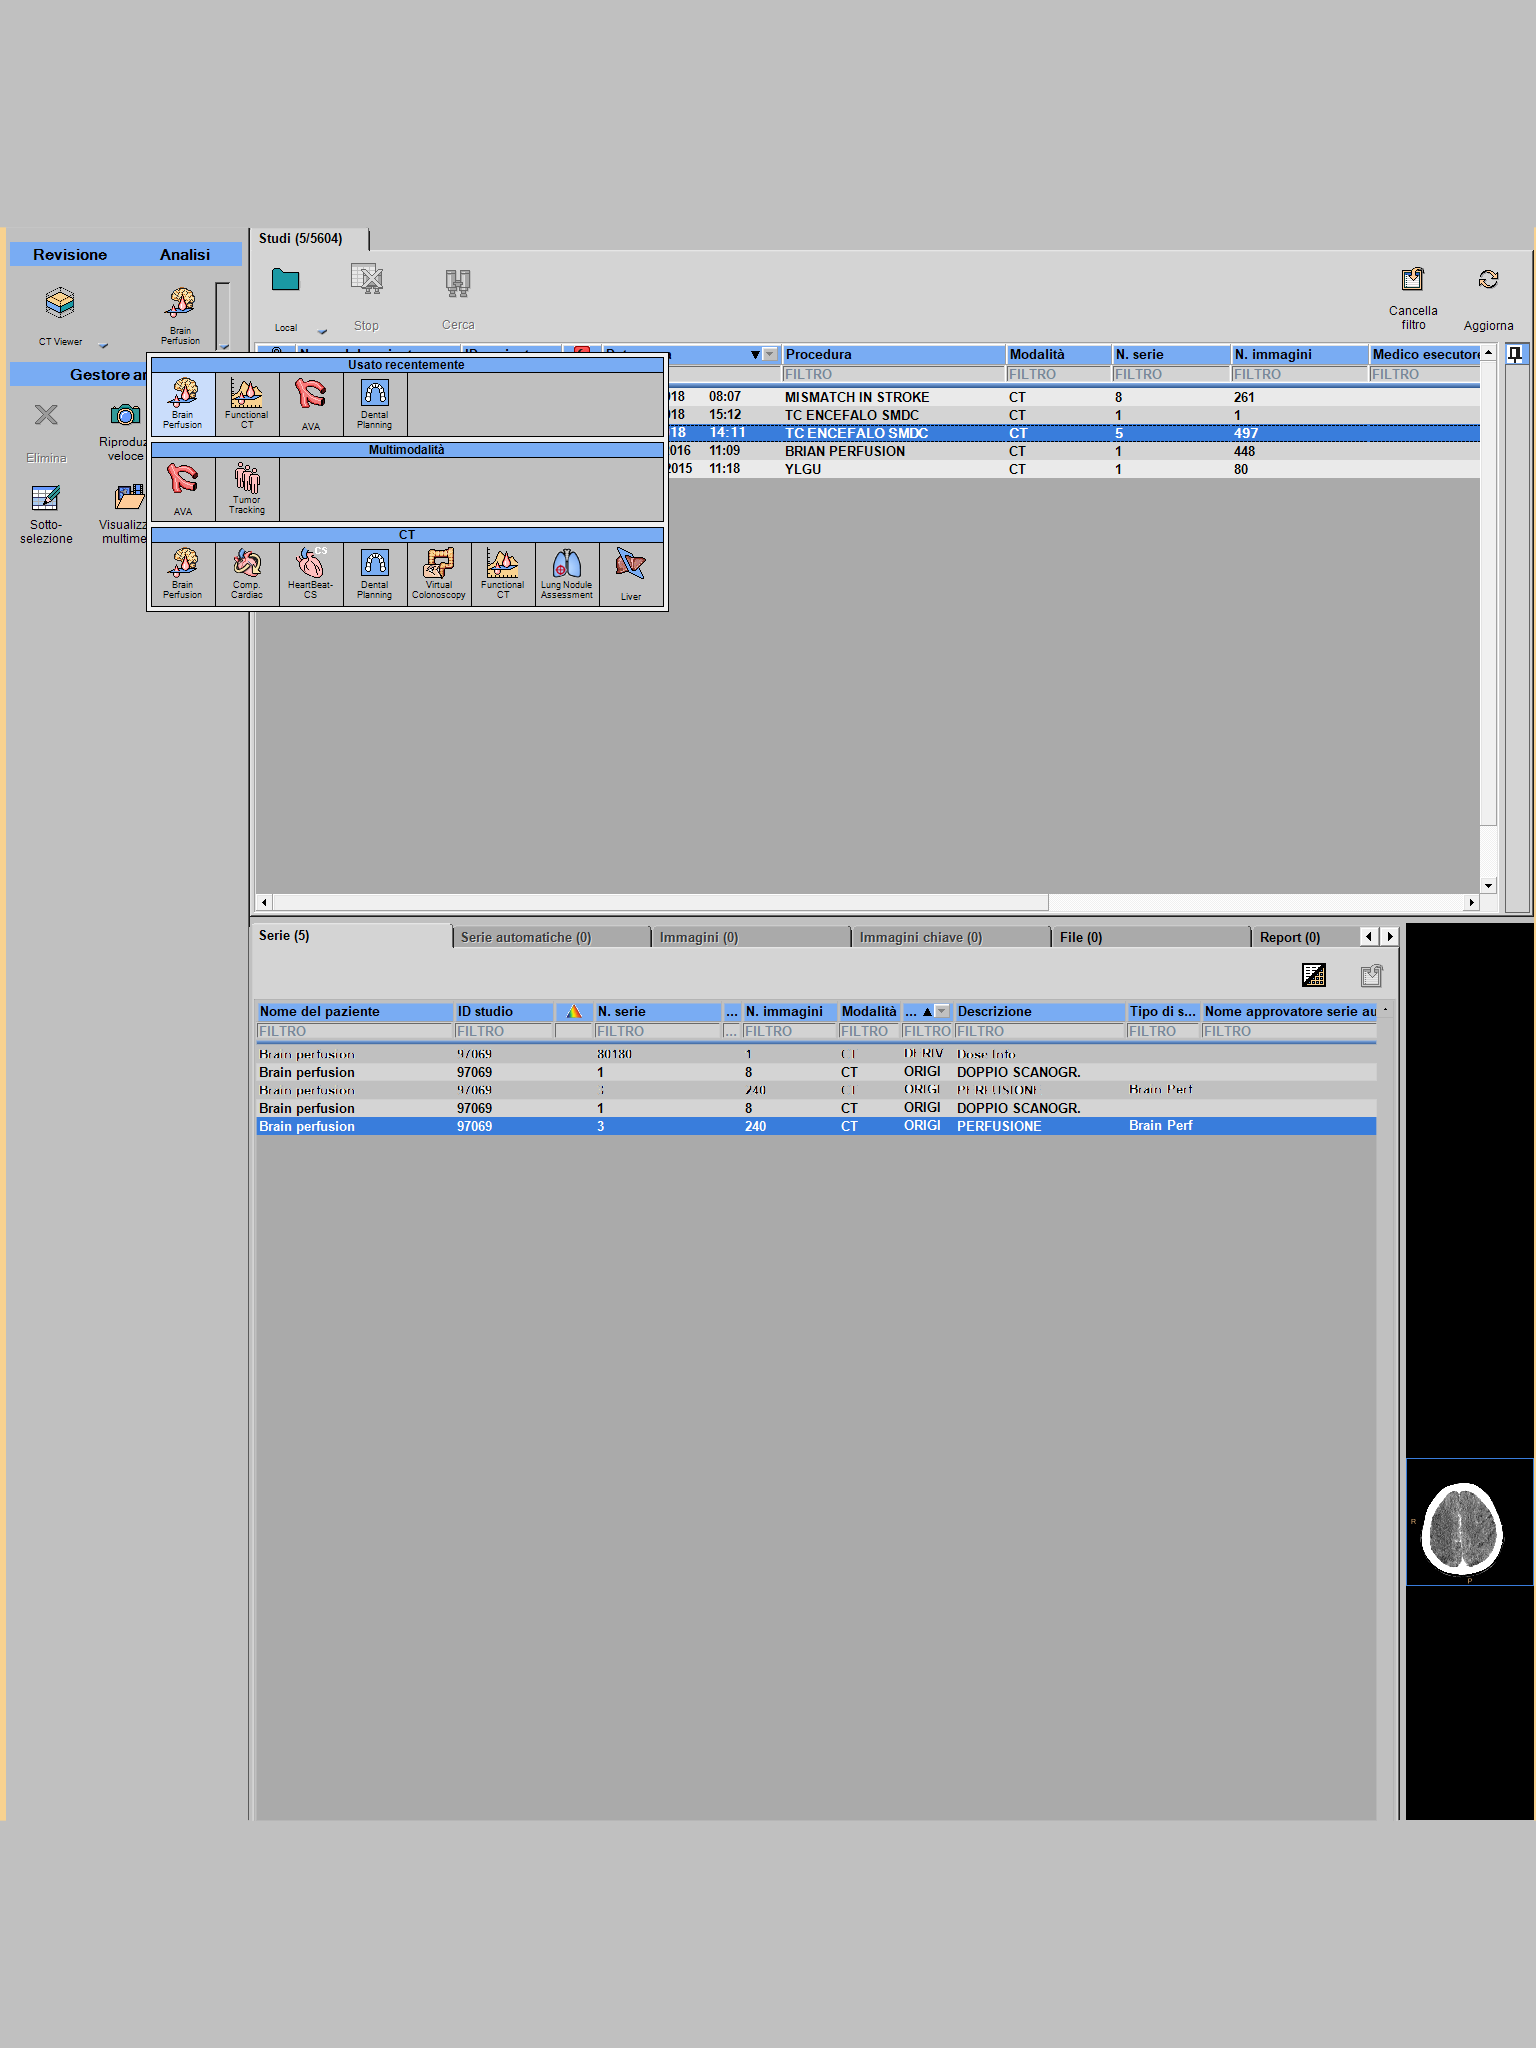 Revisione Analisi
CT Viewer
Brain
Perfusion
Gestore ar
Elimina
Riproduz
veloce
Sotto-
selezione
Visualizz
multime
Studi (5/5604)
Local
Stop
Cerca
Cancella
filtro
Aggiorna
Usato recentemente
Brain
Perfusion
Functional
CT
AVA
Dental
Planning
Multimodalità
AVA
Tumor
Tracking
CT
Brain
Perfusion
Comp.
Cardiac
CS
HeartBeat-
CS
Dental
Planning
Virtual
Colonoscopy
Functional
CT
Lung Nodule
Assessment
Liver
Procedura Modalità N. serie N. immagini Medico esecutore
FILTRO FILTRO FILTRO FILTRO FILTRO
18 08:07 MISMATCH IN STROKE CT 8 261
18 15:12 TC ENCEFALO SMDC CT 1 1
18 14:11 TC ENCEFALO SMDC CT 5 497
2016 11:09 BRIAN PERFUSION CT 1 448
2015 11:18 YLGU CT 1 80
Serie (5) Serie automatiche (0) Immagini (0) Immagini chiave (0) File (0) Report (0)
Nome del paziente ID studio N. serie ... N. immagini Modalità ... Descrizione Tipo di s... Nome approvatore serie au
FILTRO FILTRO FILTRO ... FILTRO FILTRO FILTRO FILTRO FILTRO FILTRO
Brain perfusion 97069 80180 1 CT DERIV Dose Info
Brain perfusion 97069 1 8 CT ORIGI DOPPIO SCANOGR.
Brain perfusion 97069 3 240 CT ORIGI PERFUSIONE Brain Perf
Brain perfusion 97069 1 8 CT ORIGI DOPPIO SCANOGR.
Brain perfusion 97069 3 240 CT ORIGI PERFUSIONE Brain Perf
R
P